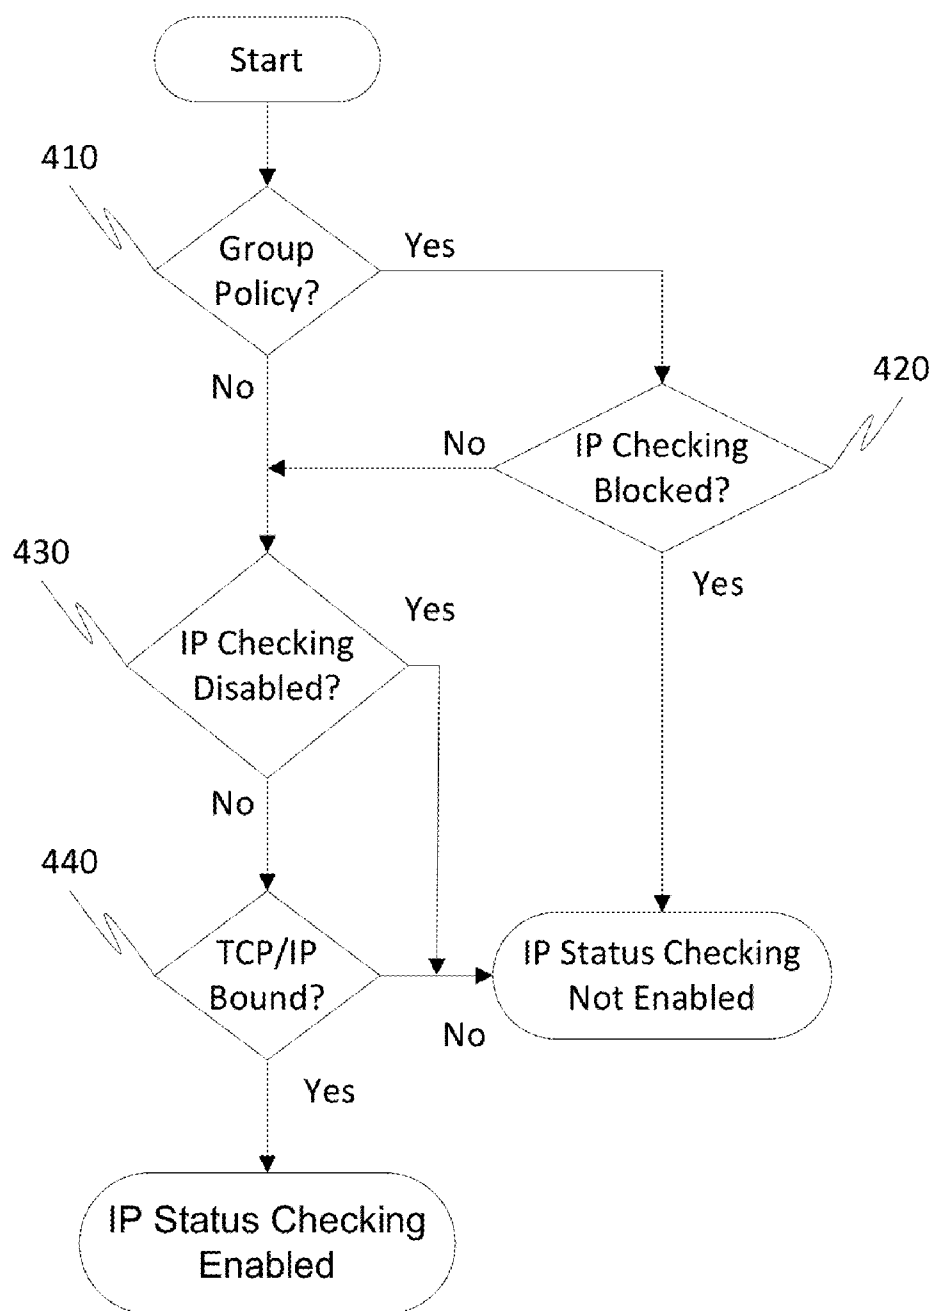 Start
410
Group
Policy?
Yes
No
420
IP Checking
Blocked?
No
Yes
430
IP Checking
Disabled?
Yes
No
440
TCP/IP
Bound?
No
Yes
IP Status Checking
Not Enabled
IP Status Checking
Enabled